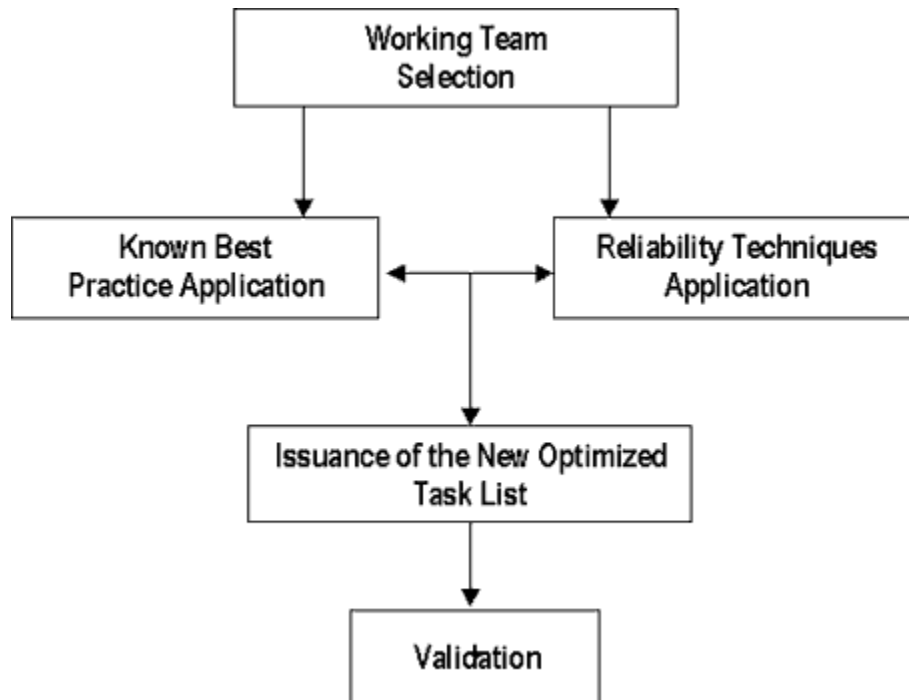 Working Team
Selection
Known Best
Practice Application
Reliability Techniques
Application
Issuance of the New Optimized
Task List
Validation